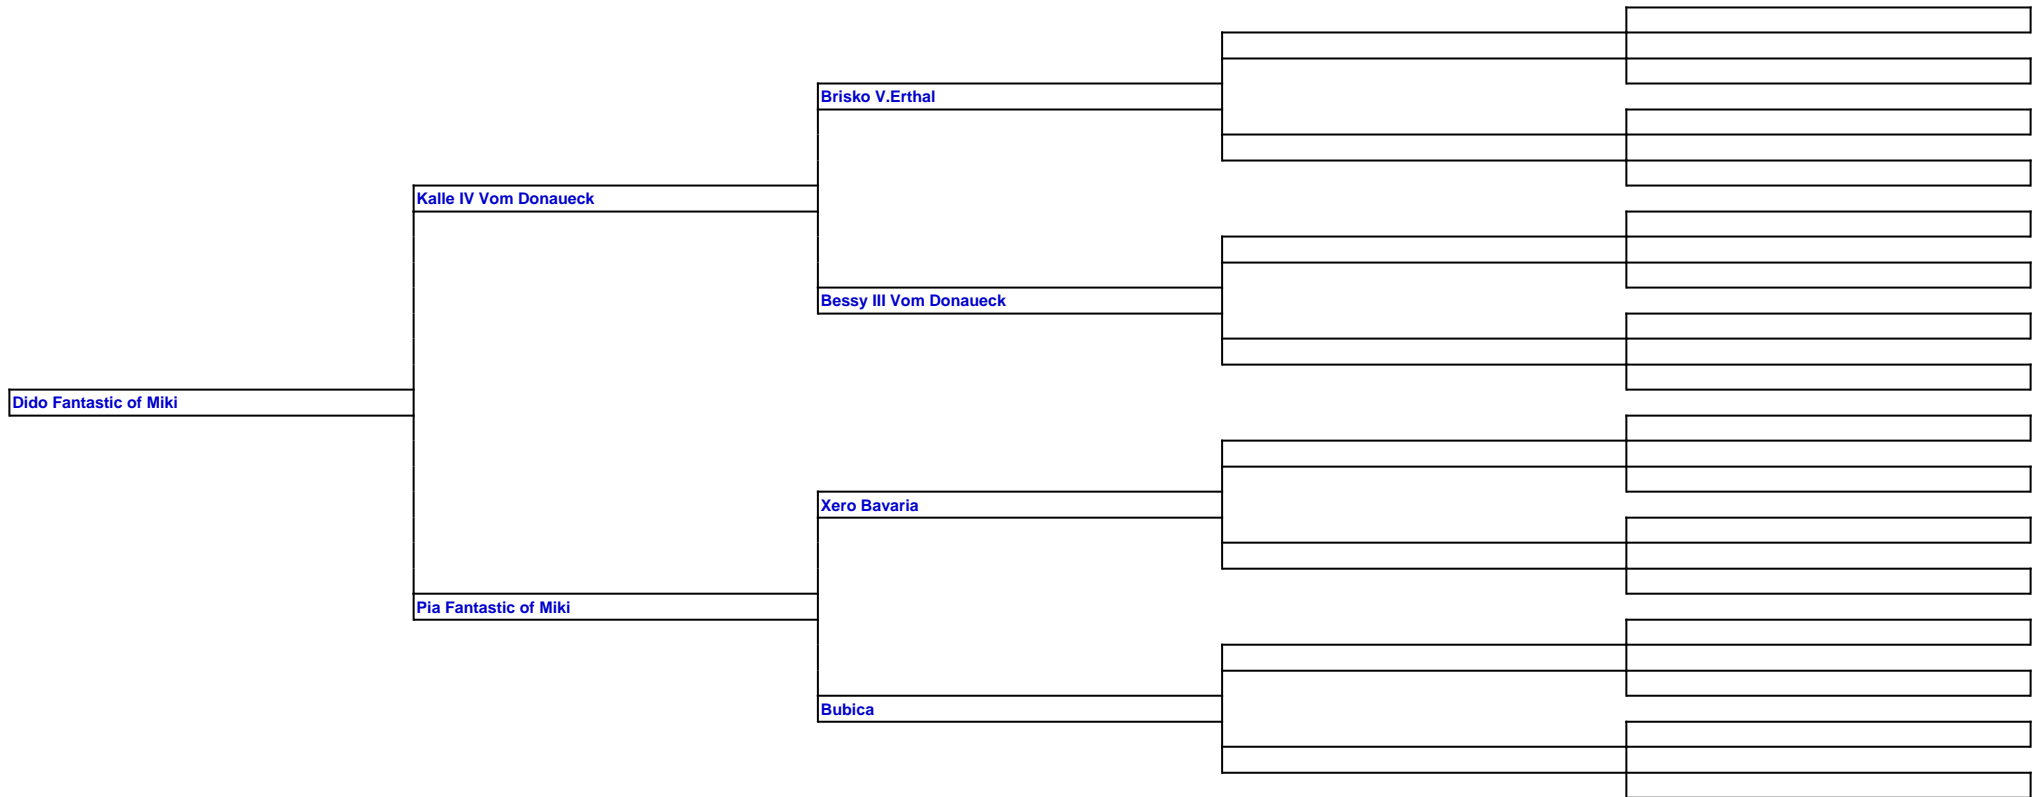 Brisko V.Erthal
Kalle IV Vom Donaueck
Bessy III Vom Donaueck
Dido Fantastic of Miki
Xero Bavaria
Pia Fantastic of Miki
Bubica